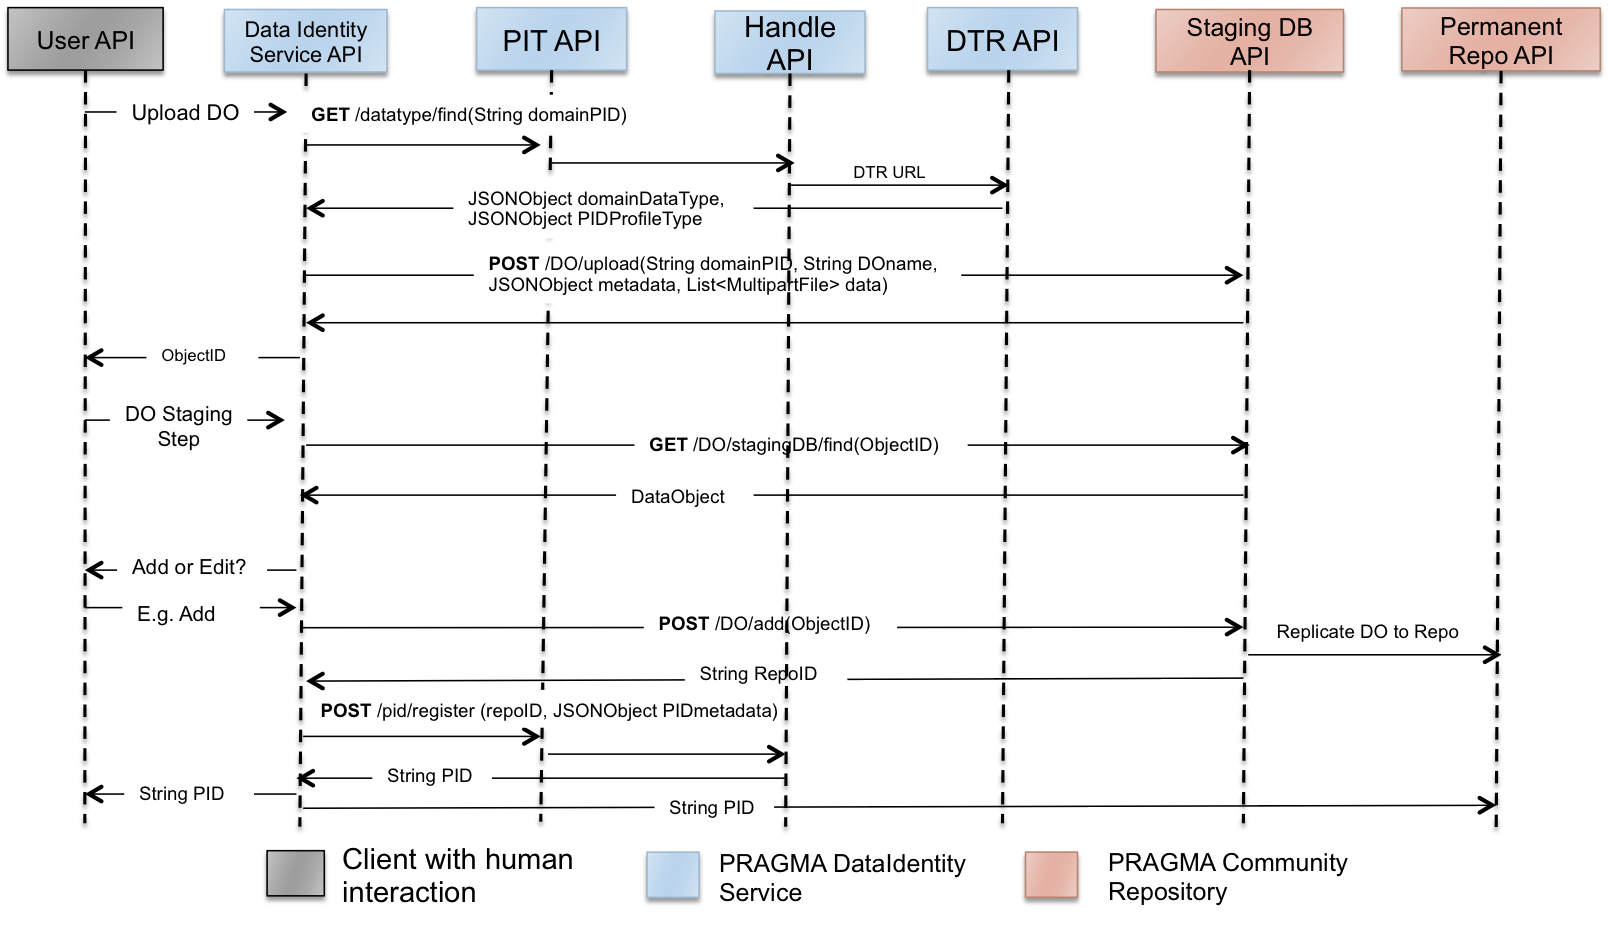 User API
Data Identity
Service API
PIT API
Handle
API
DTR API
Staging DB
API
Permanent
Repo API
Upload DO
GET /datatype/find(String domainPID)
DTR URL
JSONObject domainDataType,
JSONObject PIDProfileType
POST /DO/upload(String domainPID, String DOname,
JSONObject metadata, List<MultipartFile> data)
ObjectID
DO Staging
Step
GET /DO/stagingDB/find(ObjectID)
DataObject
Add or Edit?
E.g. Add
POST /DO/add(ObjectID)
Replicate DO to Repo
String RepoID
POST /pid/register (repoID, JSONObject PIDmetadata)
String PID
String PID
String PID
Client with human
interaction
PRAGMA DataIdentity
Service
PRAGMA Community
Repository